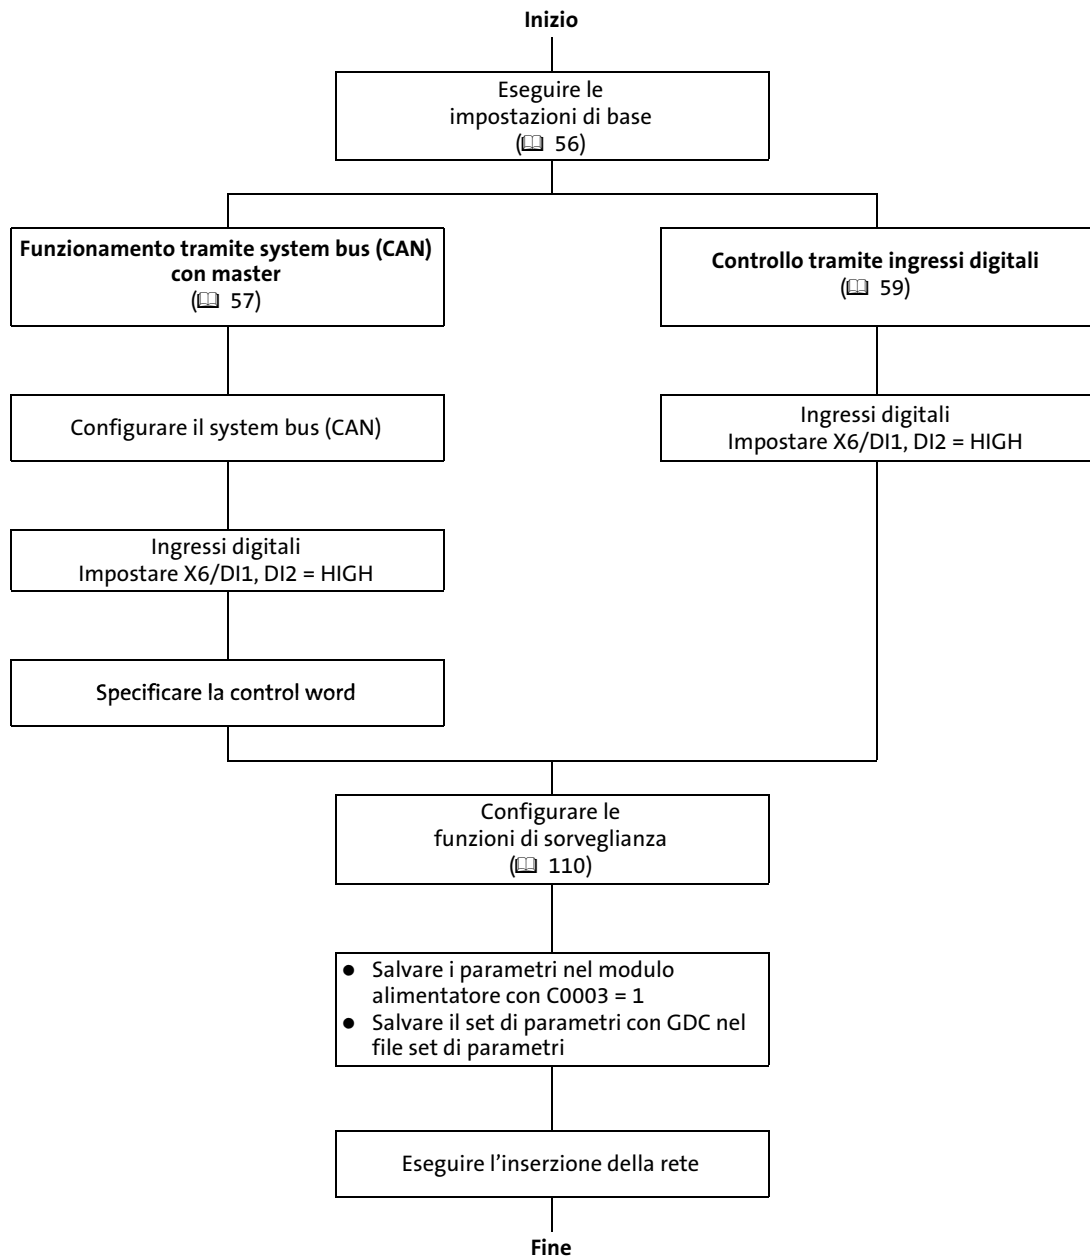 Inizio
Eseguire le
impostazioni di base
(🕮 56)
Funzionamento tramite system bus (CAN)
con master
(🕮 57)
Configurare il system bus (CAN)
Ingressi digitali
Impostare X6/DI1, DI2 = HIGH
Specificare la control word
Controllo tramite ingressi digitali
(🕮 59)
Ingressi digitali
Impostare X6/DI1, DI2 = HIGH
Configurare le
funzioni di sorveglianza
(🕮 110)
● Salvare i parametri nel modulo
alimentatore con C0003 = 1
● Salvare il set di parametri con GDC nel
file set di parametri
Eseguire l'inserzione della rete
Fine